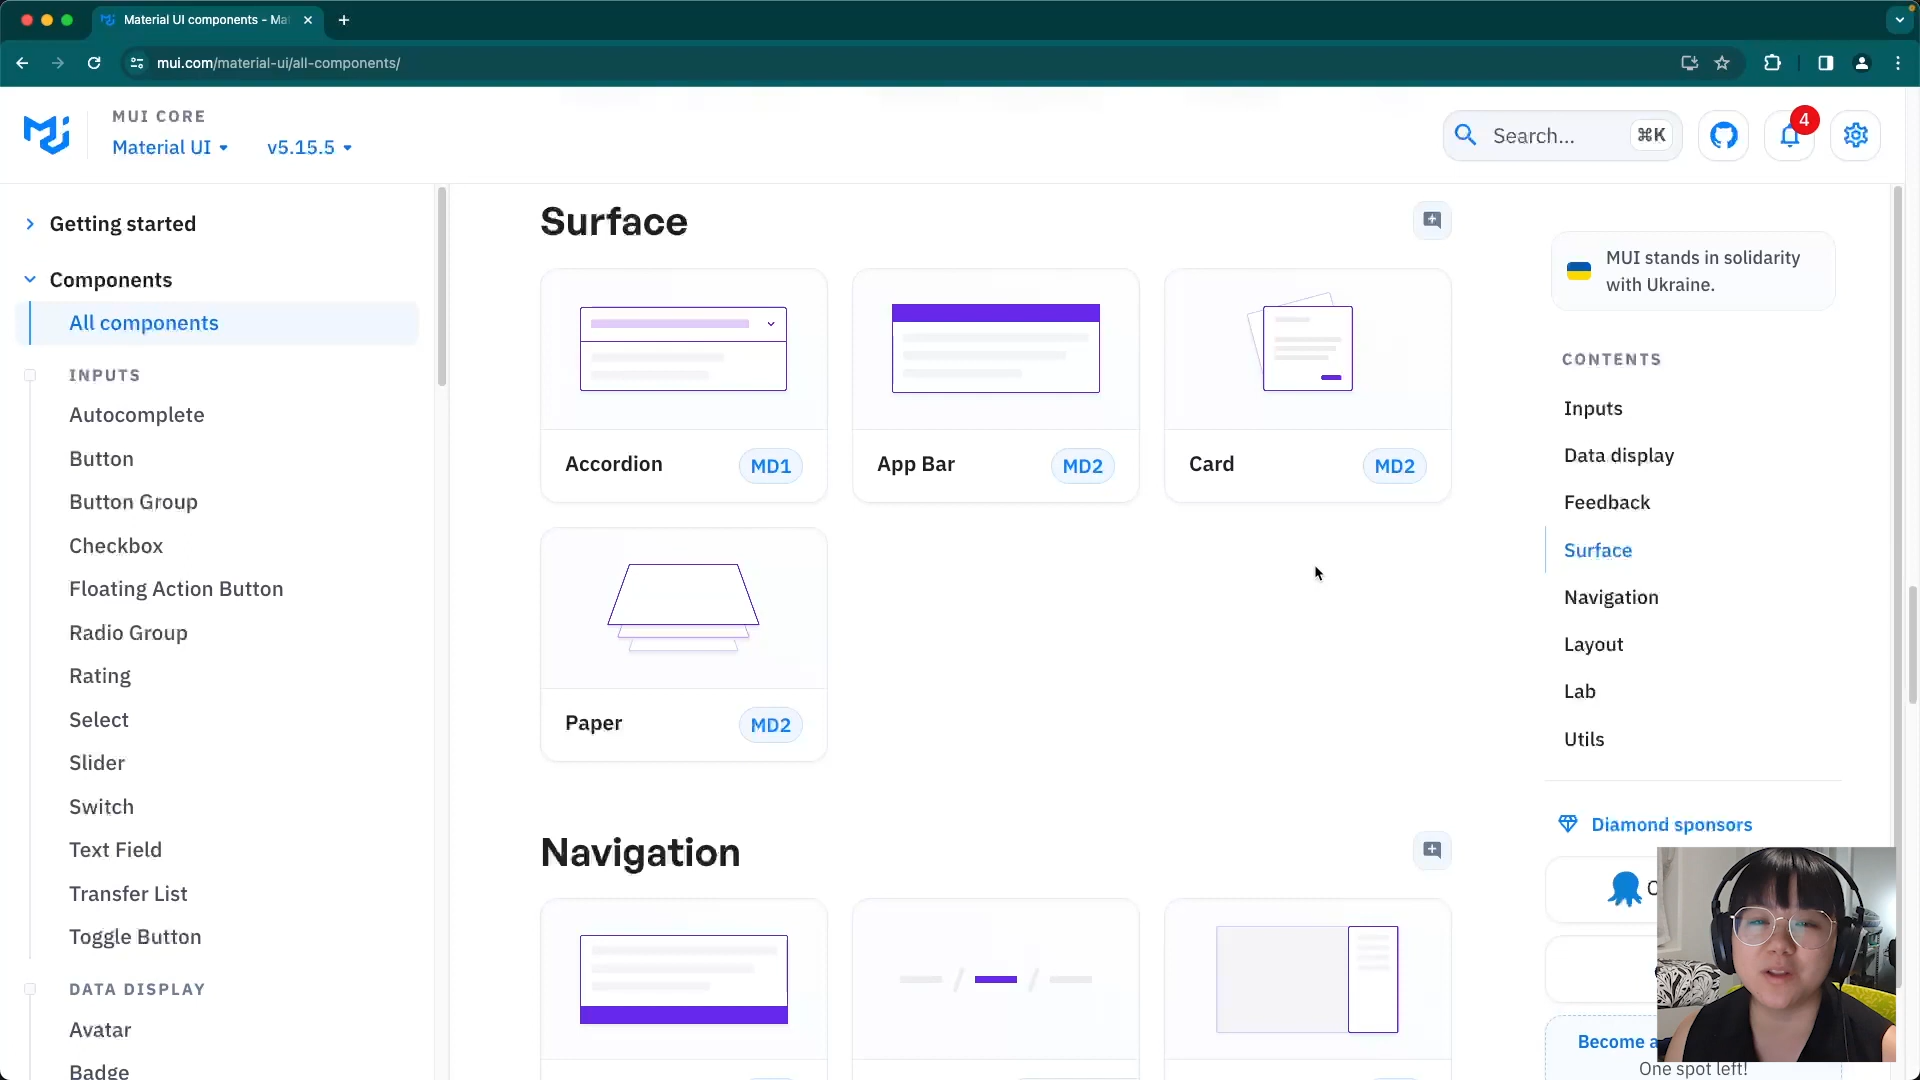 Material UI components - Ma
mui.com/material-ui/all-components/
MUI CORE
Material UI
v5.15.5
Search...
⌘K
4
Getting started
Components
All components
INPUTS
Autocomplete
Button
Button Group
Checkbox
Floating Action Button
Radio Group
Rating
Select
Slider
Switch
Text Field
Transfer List
Toggle Button
DATA DISPLAY
Avatar
Badge
Surface
Accordion
MD1
App Bar
MD2
Card
MD2
Paper
MD2
Navigation
MUI stands in solidarity
with Ukraine.
CONTENTS
Inputs
Data display
Feedback
Surface
Navigation
Layout
Lab
Utils
Diamond sponsors
Become a
One spot left!